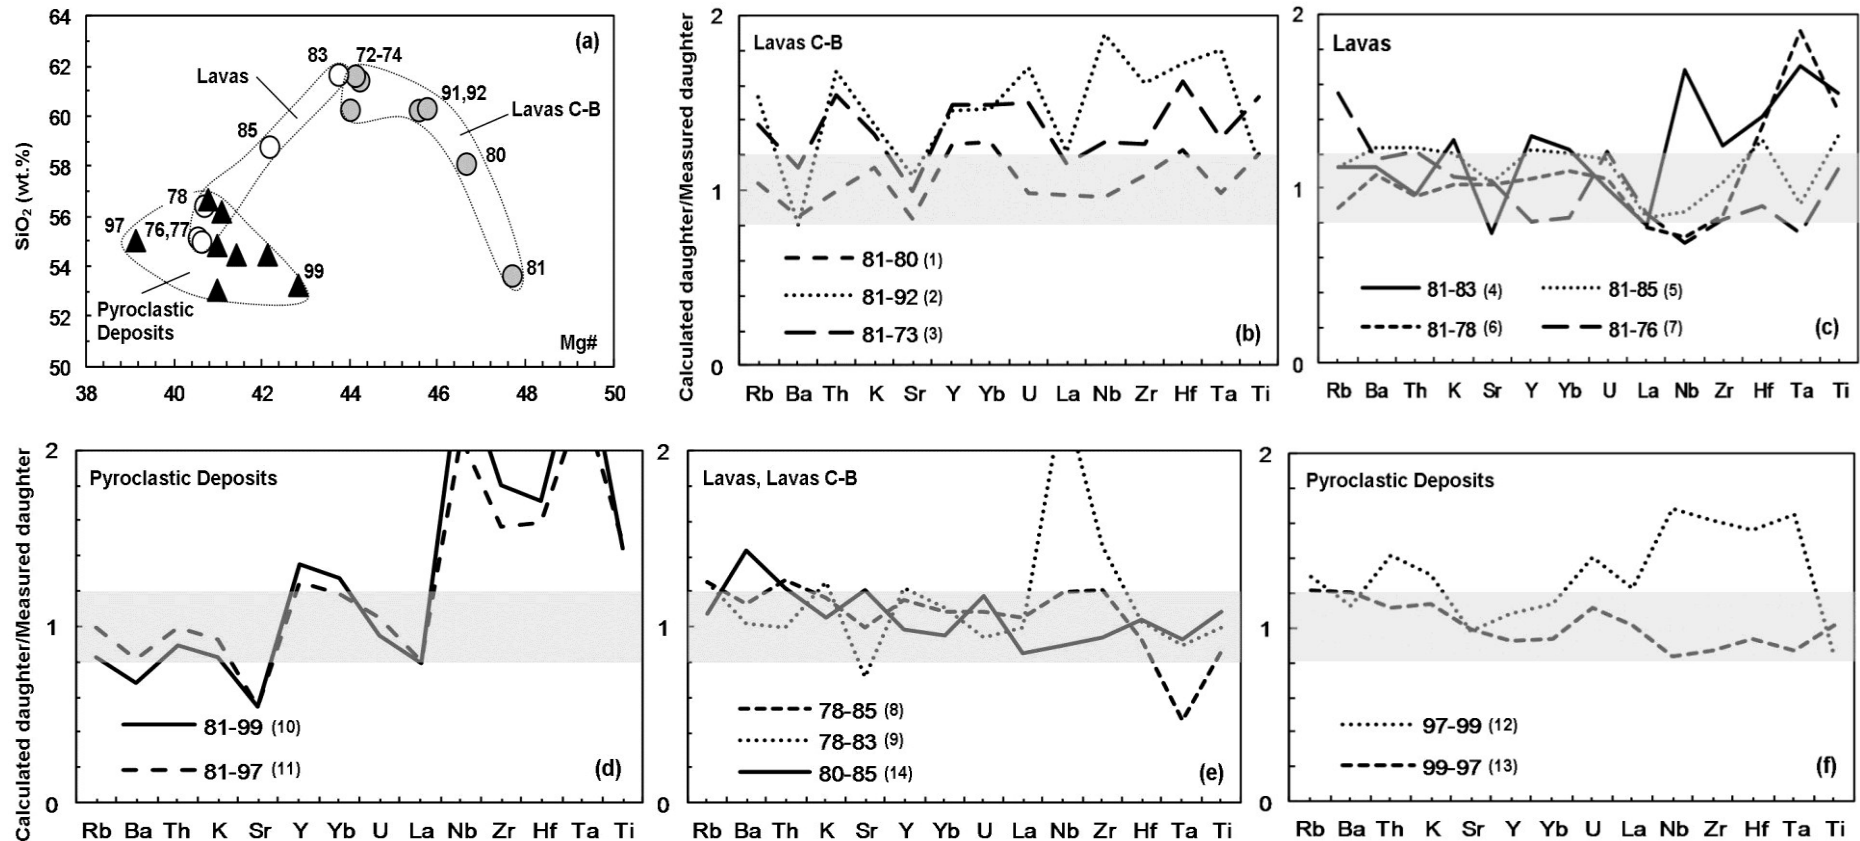 64
62
60
58
56
54
52
50
SiO₂ (wt.%)
(a)
83
72-74
Lavas
91,92
Lavas C-B
85
80
78
97
76,77
81
99
Pyroclastic
Deposits
Mg#
38 40 42 44 46 48 50
Calculated daughter/Measured daughter
2
1
0
Lavas C-B
81-80 (1)
81-92 (2)
81-73 (3)
(b)
Rb Ba Th K Sr Y Yb U La Nb Zr Hf Ta Ti
2
1
0
Lavas
81-83 (4) 81-85 (5)
81-78 (6) 81-76 (7)
(c)
Rb Ba Th K Sr Y Yb U La Nb Zr Hf Ta Ti
Calculated daughter/Measured daughter
2
1
0
Pyroclastic Deposits
81-99 (10)
81-97 (11)
(d)
Rb Ba Th K Sr Y Yb U La Nb Zr Hf Ta Ti
2
1
0
Lavas, Lavas C-B
78-85 (8)
78-83 (9)
80-85 (14)
(e)
Rb Ba Th K Sr Y Yb U La Nb Zr Hf Ta Ti
2
1
0
Pyroclastic Deposits
97-99 (12)
99-97 (13)
(f)
Rb Ba Th K Sr Y Yb U La Nb Zr Hf Ta Ti